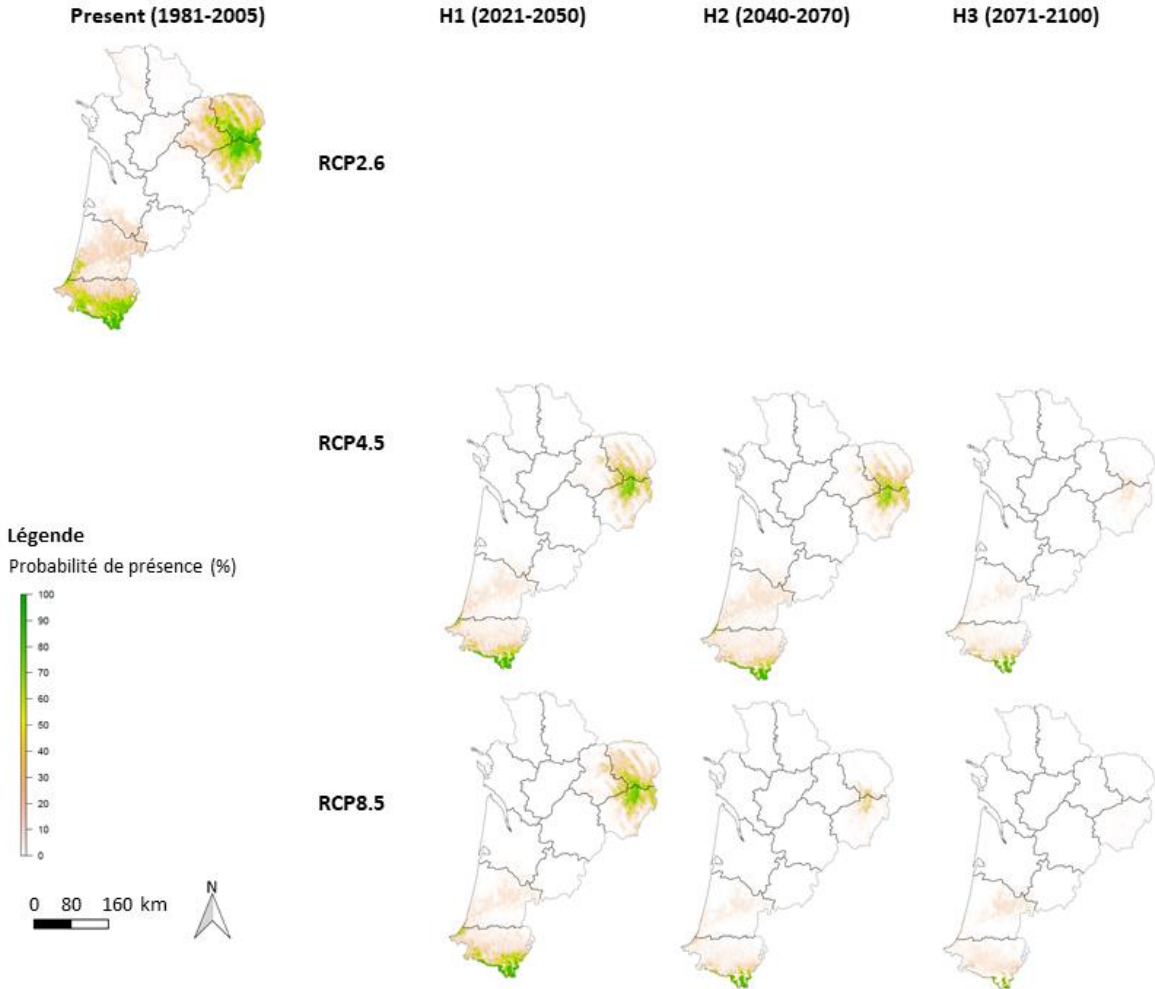 Present (1981-2005)
H1 (2021-2050)
H2 (2040-2070)
H3 (2071-2100)
RCP2.6
RCP4.5
Légende
Probabilité de présence (%)
100
90
80
70
60
50
40
30
20
10
0
RCP8.5
0 80 160 km
N